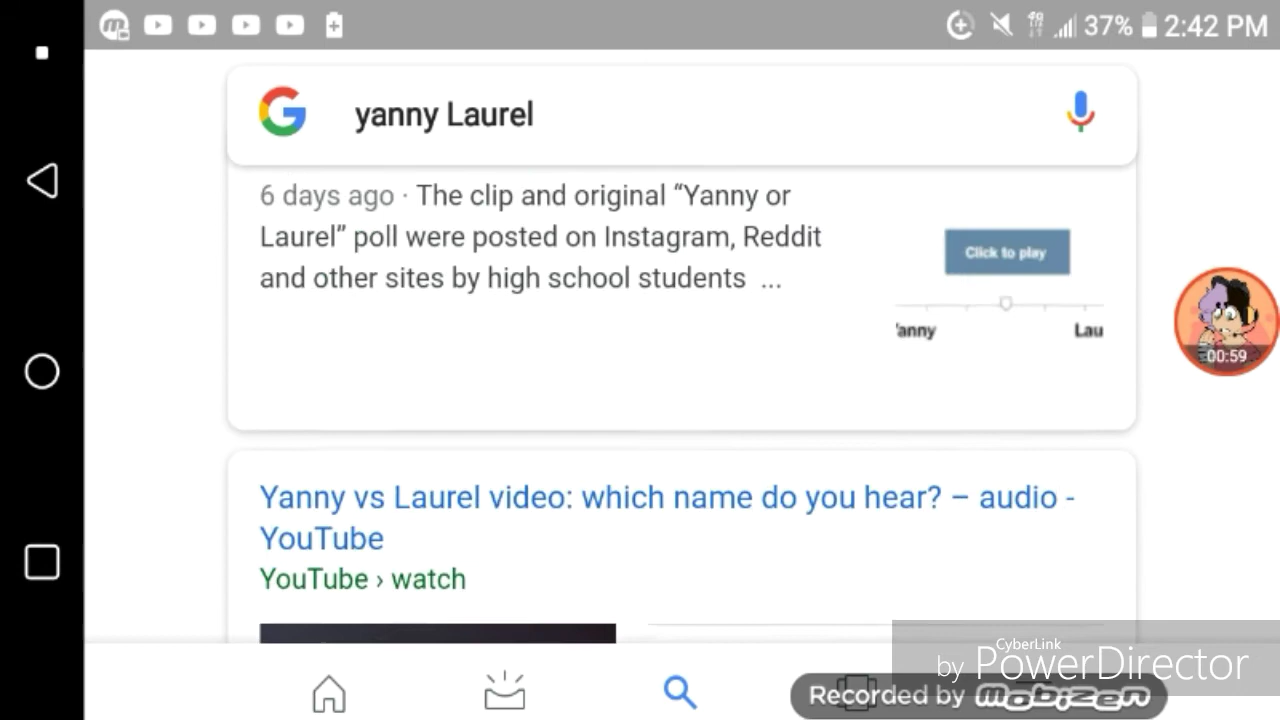 37% 2:42 PM
yanny Laurel
6 days ago · The clip and original “Yanny or
Laurel” poll were posted on Instagram, Reddit
and other sites by high school students ...
Click to play
'anny Lau
00:59
Yanny vs Laurel video: which name do you hear? – audio -
YouTube
YouTube › watch
CyberLink
by PowerDirector
Recorded by mobizen